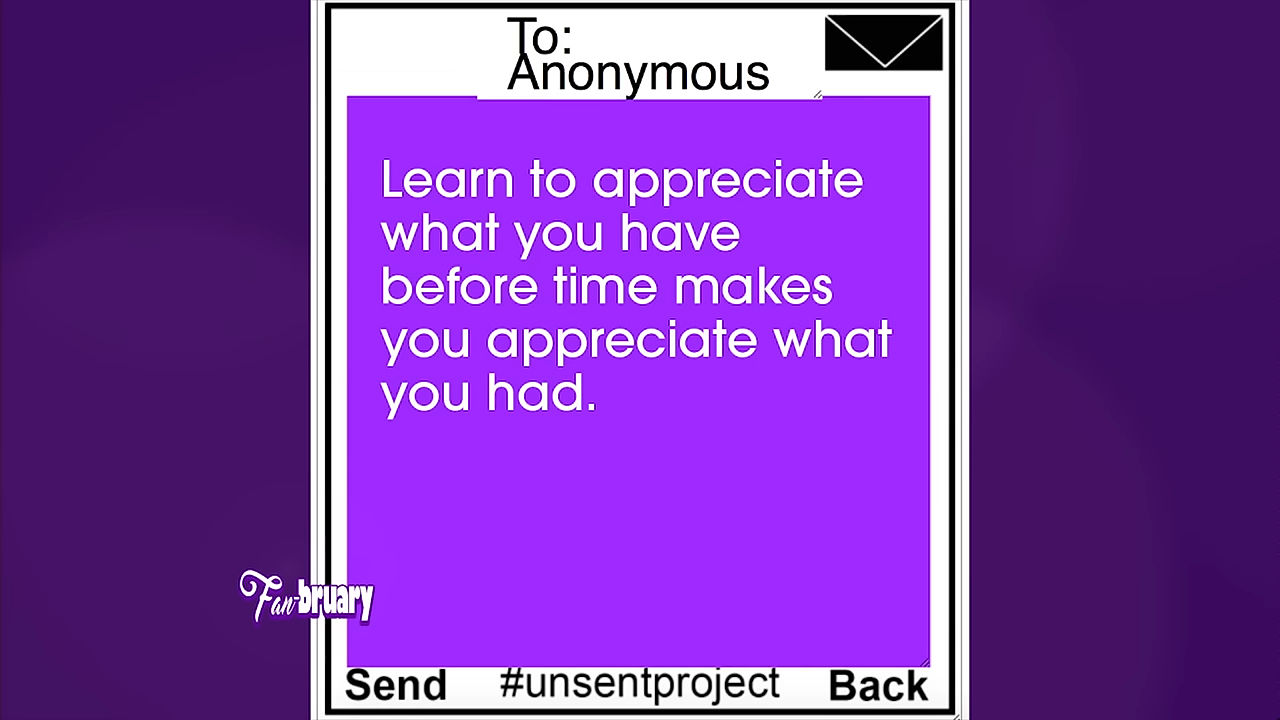 To:
Anonymous
Learn to appreciate
what you have
before time makes
you appreciate what
you had.
Fan-bruary
Send #unsentproject Back